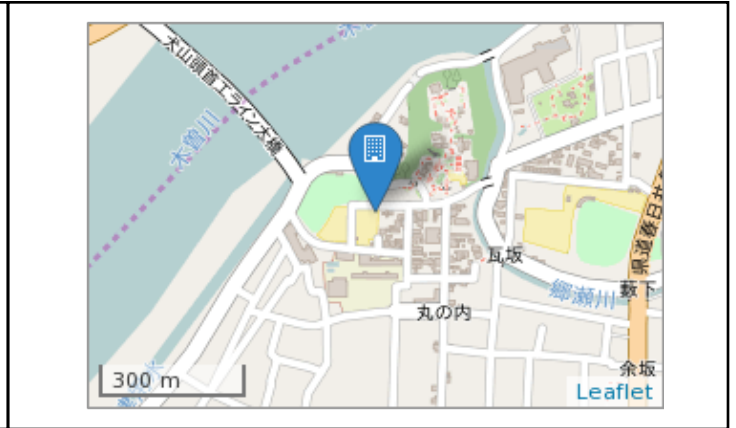 犬山頭首工ライン大橋
木曽川
県道春日井
瓦坂
郷瀬川
藪下
丸の内
余坂
300 m
Leaflet